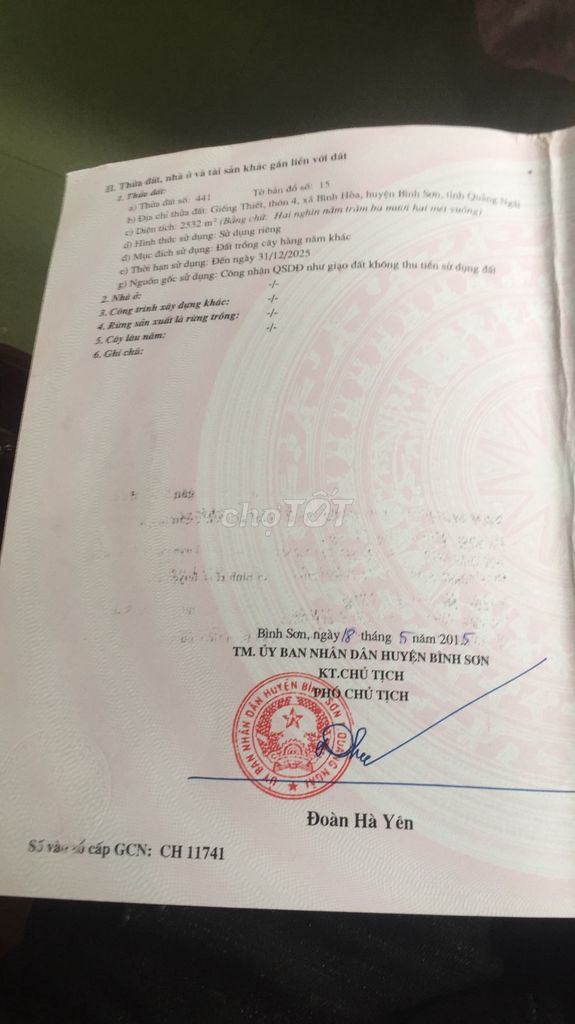 II. Thửa đất, nhà ở và tài sản khác gắn liền với đất
1. Thửa đất:
a) Thửa đất số: 441 Tờ bản đồ số: 15
b) Địa chỉ thửa đất: Giếng Thiết, thôn 4, xã Bình Hòa, huyện Bình Sơn, tỉnh Quảng Ngãi
c) Diện tích: 2532 m² (Bằng chữ: Hai nghìn năm trăm ba mươi hai mét vuông)
d) Hình thức sử dụng: Sử dụng riêng
đ) Mục đích sử dụng: Đất trồng cây hàng năm khác
e) Thời hạn sử dụng: Đến ngày 31/12/2025
g) Nguồn gốc sử dụng: Công nhận QSDĐ như giao đất không thu tiền sử dụng đất
2. Nhà ở: -/-
3. Công trình xây dựng khác: -/-
4. Rừng sản xuất là rừng trồng: -/-
5. Cây lâu năm: -/-
6. Ghi chú:
chợTỐT
Bình Sơn, ngày 18 tháng 5 năm 2015
TM. ỦY BAN NHÂN DÂN HUYỆN BÌNH SƠN
KT.CHỦ TỊCH
PHÓ CHỦ TỊCH
ỦY BAN NHÂN DÂN HUYỆN BÌNH SƠN
QUẢNG NGÃI
Đoàn Hà Yên
Số vào sổ cấp GCN: CH 11741